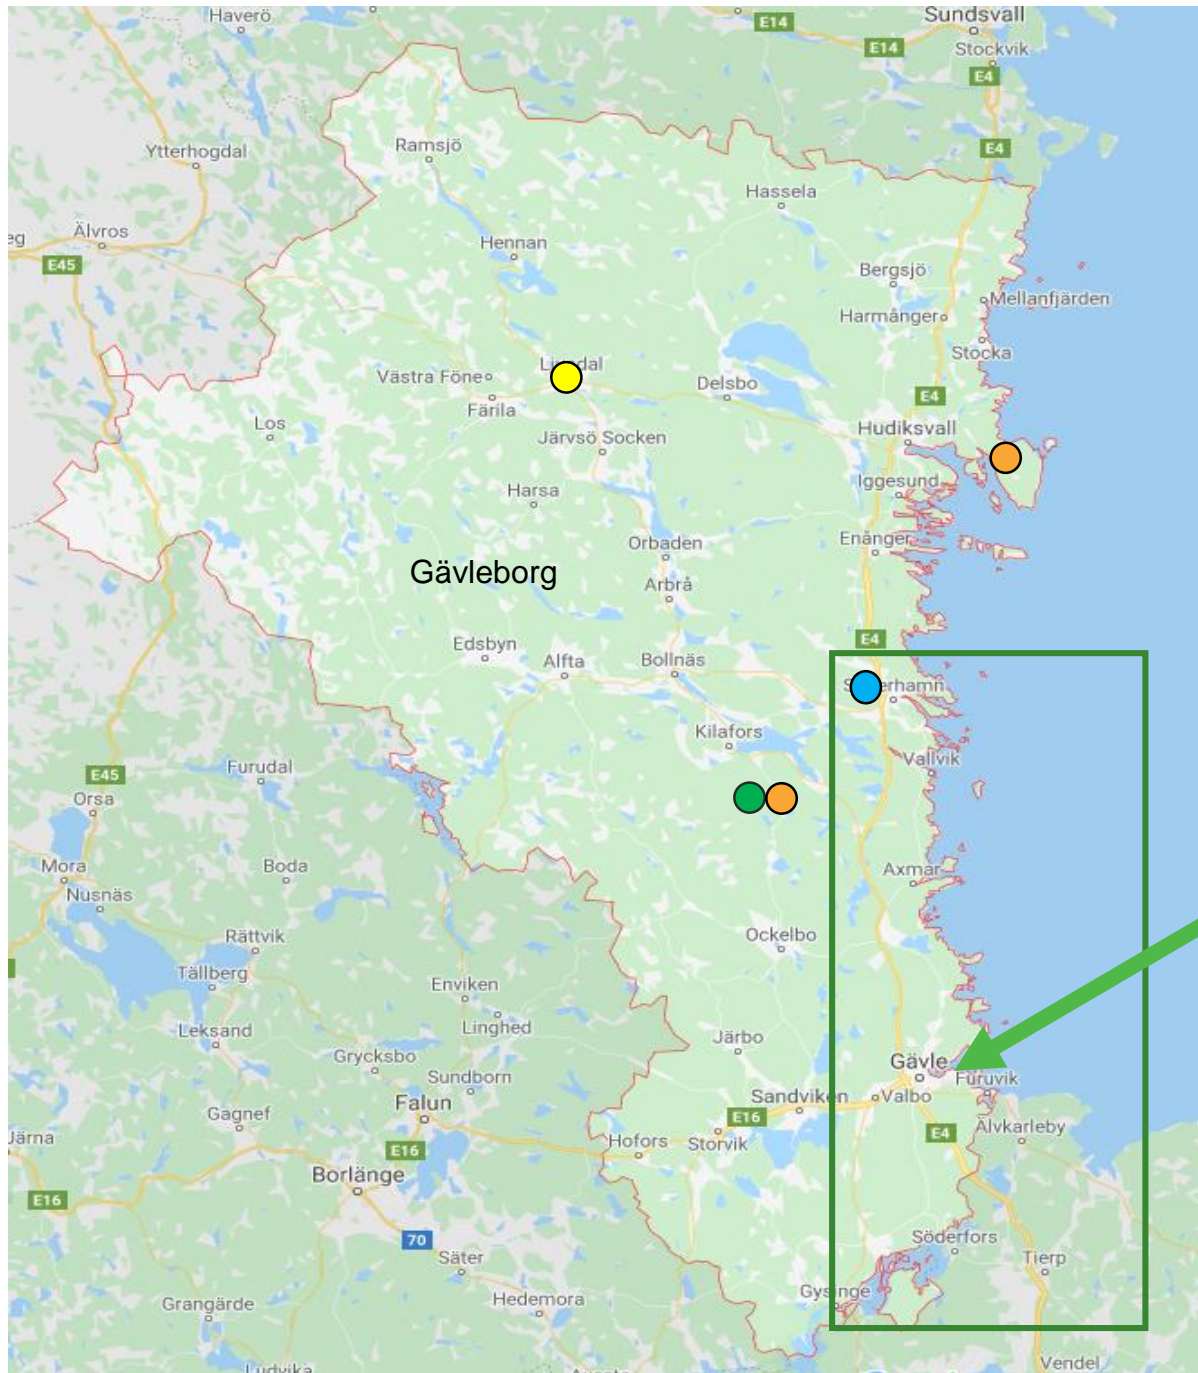 Haverö
Sundsvall
E14
E14
Stockvik
E4
Ramsjö
Ytterhogdal
E4
Hassela
Älvros
Hennan
E45
Bergsjö
Mellanfjärden
Harmånger
Stocka
Västra Föne
Delsbo
E4
Färila
Los
Hudiksvall
Järvsö Socken
Iggesund
Harsa
Orbaden
Enånger
Gävleborg
Arbrå
E4
Edsbyn
Alfta
Bollnäs
Kilafors
Vallvik
Furudal
E45
Orsa
Mora
Boda
Axmar
Nusnäs
Rättvik
Ockelbo
Tällberg
Enviken
Leksand
Linghed
Järbo
Grycksbo
Gävle
Sundborn
Furuvik
Falun
Sandviken
Valbo
Gagnef
E16
Älvkarleby
Järna
E4
Hofors
Storvik
E16
Borlänge
E16
70
Söderfors
Säter
Tierp
Gysinge
Grangärde
Hedemora
Vendel
Ludvika